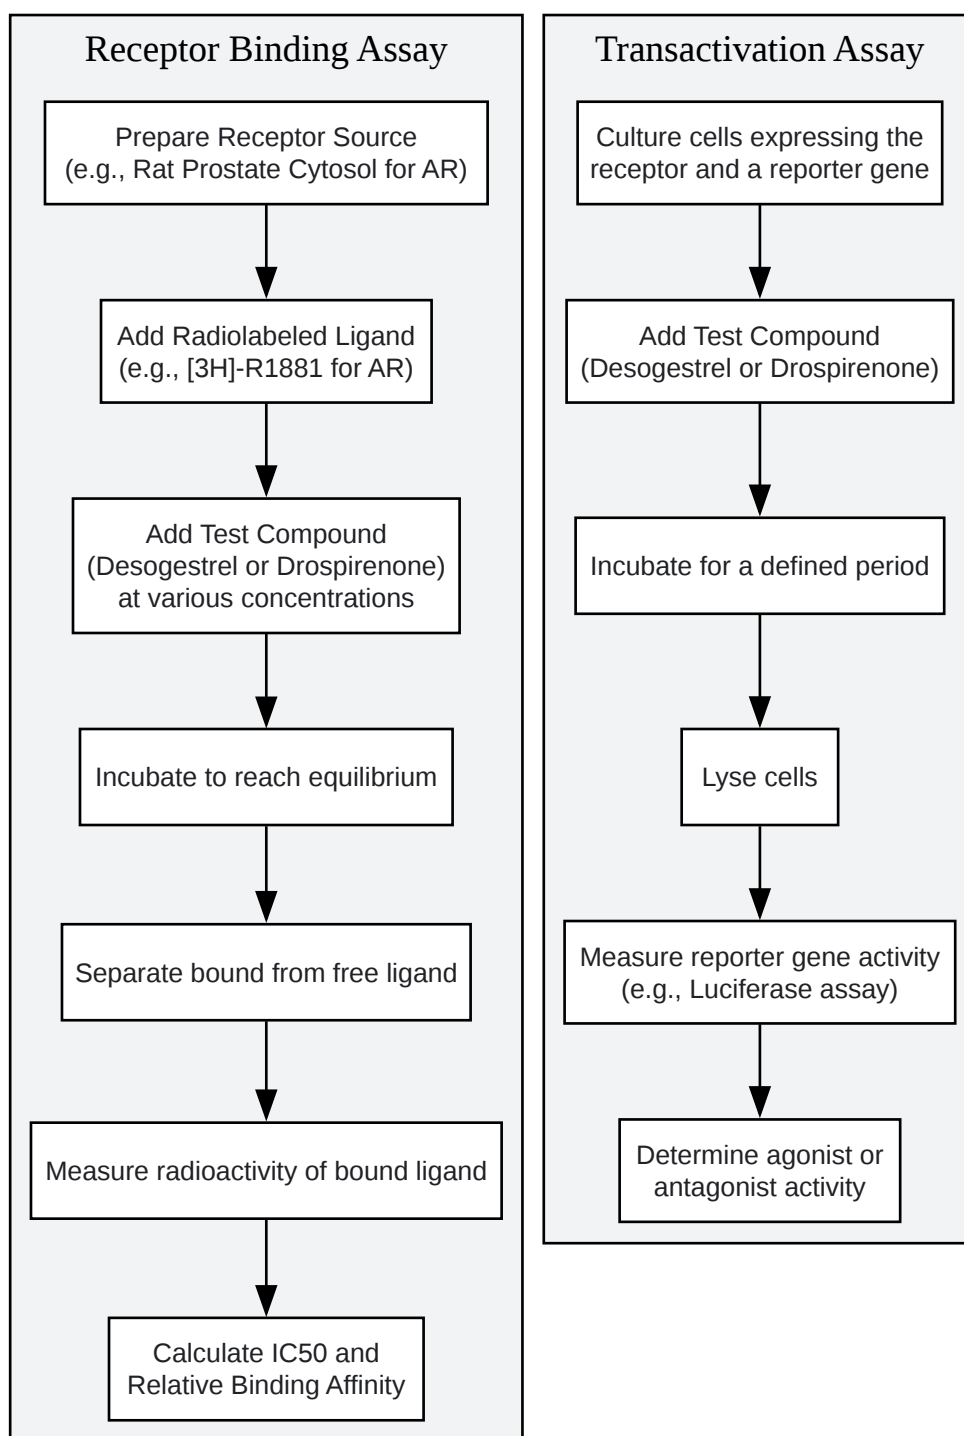 Receptor Binding Assay
Prepare Receptor Source
(e.g., Rat Prostate Cytosol for AR)
Add Radiolabeled Ligand
(e.g., [3H]-R1881 for AR)
Add Test Compound
(Desogestrel or Drospirenone)
at various concentrations
Incubate to reach equilibrium
Separate bound from free ligand
Measure radioactivity of bound ligand
Calculate IC50 and
Relative Binding Affinity
Transactivation Assay
Culture cells expressing the
receptor and a reporter gene
Add Test Compound
(Desogestrel or Drospirenone)
Incubate for a defined period
Lyse cells
Measure reporter gene activity
(e.g., Luciferase assay)
Determine agonist or
antagonist activity